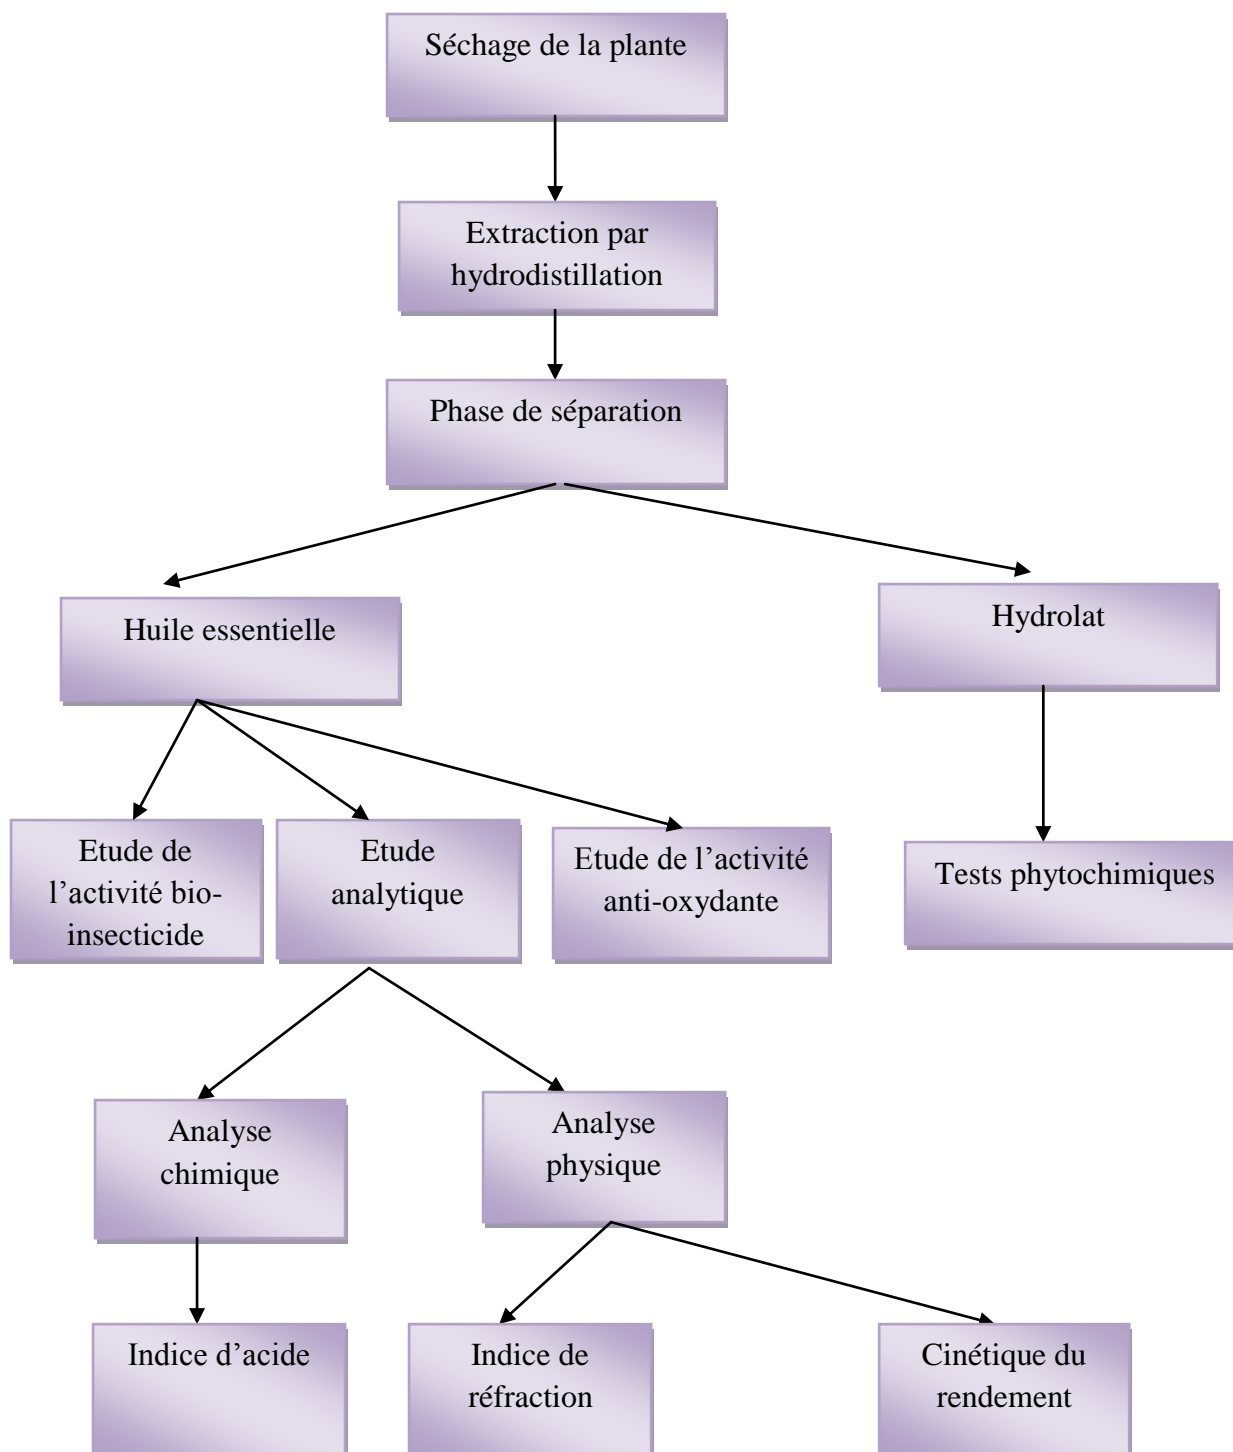 Séchage de la plante
Extraction par
hydrodistillation
Phase de séparation
Huile essentielle
Hydrolat
Etude de
l’activité bio-
insecticide
Etude
analytique
Etude de l’activité
anti-oxydante
Tests phytochimiques
Analyse
chimique
Analyse
physique
Indice d’acide
Indice de
réfraction
Cinétique du
rendement